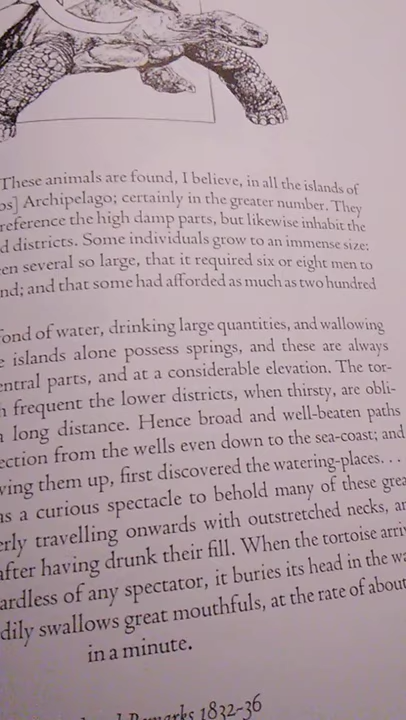 These animals are found, I believe, in all the islands of
os] Archipelago; certainly in the greater number. They
reference the high damp parts, but likewise inhabit the
d districts. Some individuals grow to an immense size:
en several so large, that it required six or eight men to
nd; and that some had afforded as much as two hundred
fond of water, drinking large quantities, and wallowing
e islands alone possess springs, and these are always
entral parts, and at a considerable elevation. The tor-
h frequent the lower districts, when thirsty, are obli-
a long distance. Hence broad and well-beaten paths
ection from the wells even down to the sea-coast; and
wing them up, first discovered the watering-places. . .
as a curious spectacle to behold many of these grea
erly travelling onwards with outstretched necks, an
after having drunk their fill. When the tortoise arriv
ardless of any spectator, it buries its head in the wa
dily swallows great mouthfuls, at the rate of about
in a minute.
Remarks 1832-36